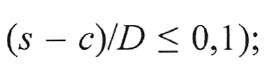 (s – c)/D ≤ 0,1);